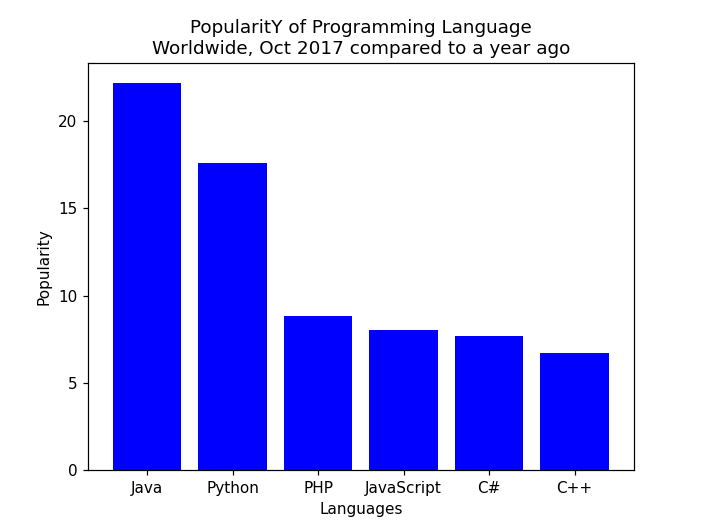 PopularitY of Programming Language
Worldwide, Oct 2017 compared to a year ago
Popularity
20
15
10
5
0
Java Python PHP JavaScript C# C++
Languages